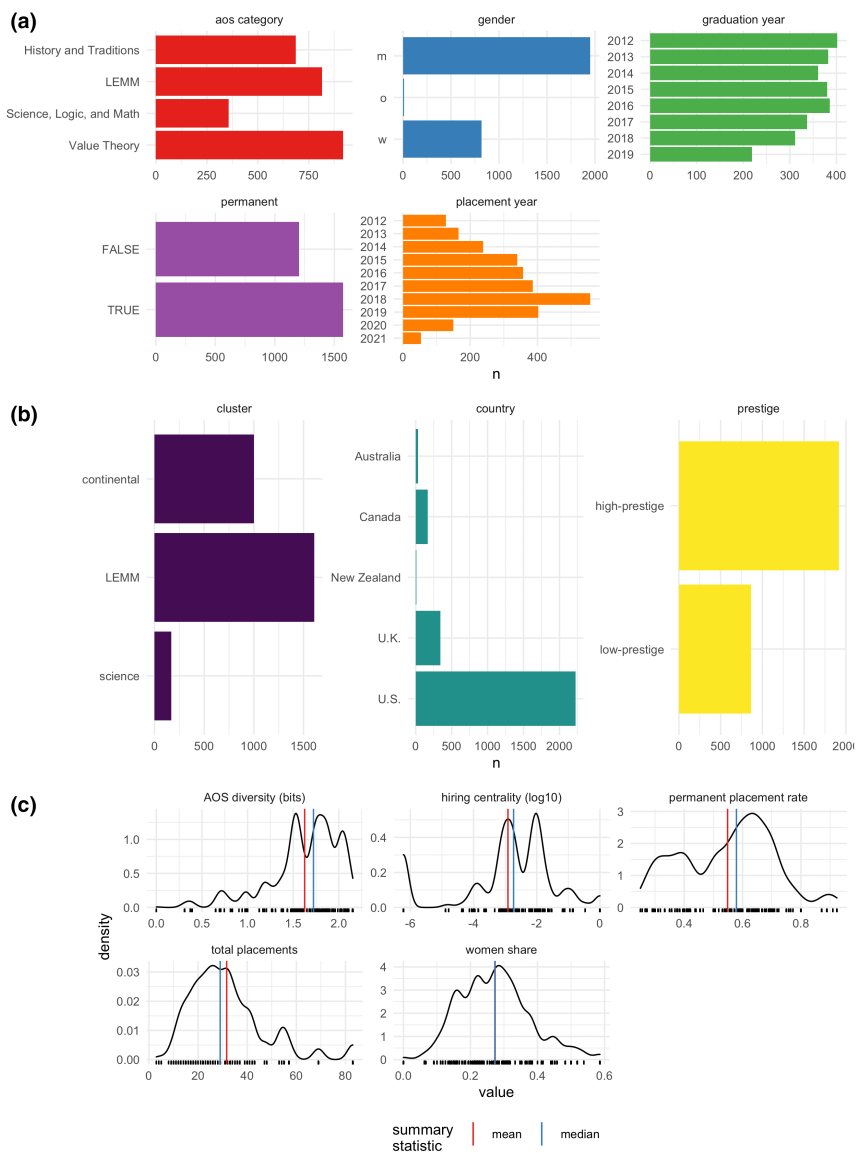 (a)
aos category
History and Traditions
LEMM
Science, Logic, and Math
Value Theory
0 250 500 750
gender
m
o
w
0 500 1000 1500 2000
graduation year
2012
2013
2014
2015
2016
2017
2018
2019
0 100 200 300 400
permanent
FALSE
TRUE
0 500 1000 1500
placement year
2012
2013
2014
2015
2016
2017
2018
2019
2020
2021
0 200 400
n
(b)
cluster
continental
LEMM
science
0 500 1000 1500
country
Australia
Canada
New Zealand
U.K.
U.S.
0 500 1000 1500 2000
n
prestige
high-prestige
low-prestige
0 500 1000 1500 2000
(c)
density
AOS diversity (bits)
1.0
0.5
0.0
0.0 0.5 1.0 1.5 2.0
hiring centrality (log10)
0.4
0.2
0.0
-6 -4 -2 0
permanent placement rate
3
2
1
0
0.4 0.6 0.8
total placements
0.03
0.02
0.01
0.00
0 20 40 60 80
women share
4
3
2
1
0
0.0 0.2 0.4 0.6
value
summary
statistic
mean
median